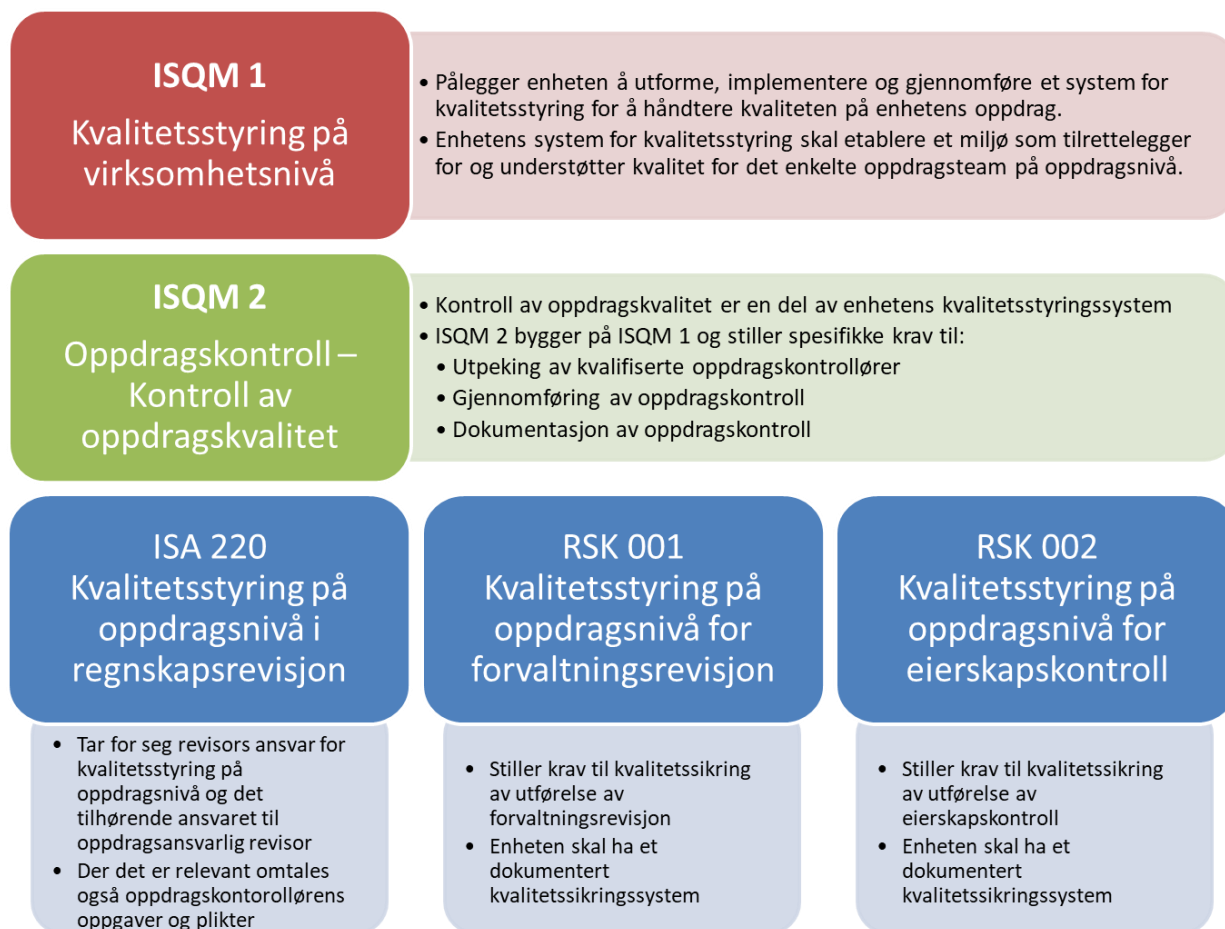 ISQM 1
Kvalitetsstyring på
virksomhetsnivå
• Pålegger enheten å utforme, implementere og gjennomføre et system for
kvalitetsstyring for å håndtere kvaliteten på enhetens oppdrag.
• Enhetens system for kvalitetsstyring skal etablere et miljø som tilrettelegger
for og understøtter kvalitet for det enkelte oppdragsteam på oppdragsnivå.
ISQM 2
Oppdragskontroll –
Kontroll av
oppdragskvalitet
• Kontroll av oppdragskvalitet er en del av enhetens kvalitetsstyringssystem
• ISQM 2 bygger på ISQM 1 og stiller spesifikke krav til:
• Utpeking av kvalifiserte oppdragskontrollører
• Gjennomføring av oppdragskontroll
• Dokumentasjon av oppdragskontroll
ISA 220
Kvalitetsstyring på
oppdragsnivå i
regnskapsrevisjon
• Tar for seg revisors ansvar for
kvalitetsstyring på
oppdragsnivå og det
tilhørende ansvaret til
oppdragsansvarlig revisor
• Der det er relevant omtales
også oppdragskontorollørens
oppgaver og plikter
RSK 001
Kvalitetsstyring på
oppdragsnivå for
forvaltningsrevisjon
• Stiller krav til kvalitetssikring
av utførelse av
forvaltningsrevisjon
• Enheten skal ha et
dokumentert
kvalitetssikringssystem
RSK 002
Kvalitetsstyring på
oppdragsnivå for
eierskapskontroll
• Stiller krav til kvalitetssikring
av utførelse av
eierskapskontroll
• Enheten skal ha et
dokumentert
kvalitetssikringssystem